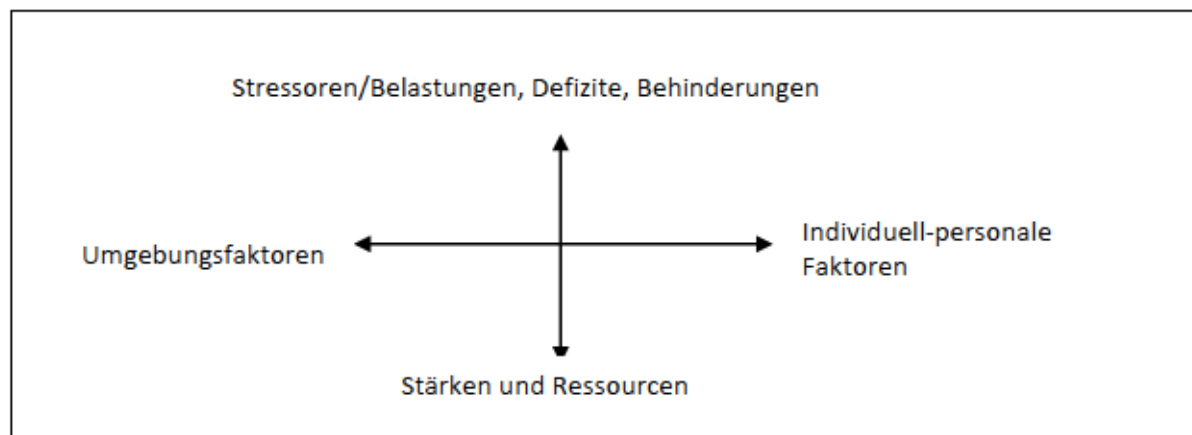 Stressoren/Belastungen, Defizite, Behinderungen
Umgebungsfaktoren
Individuell-personale
Faktoren
Stärken und Ressourcen